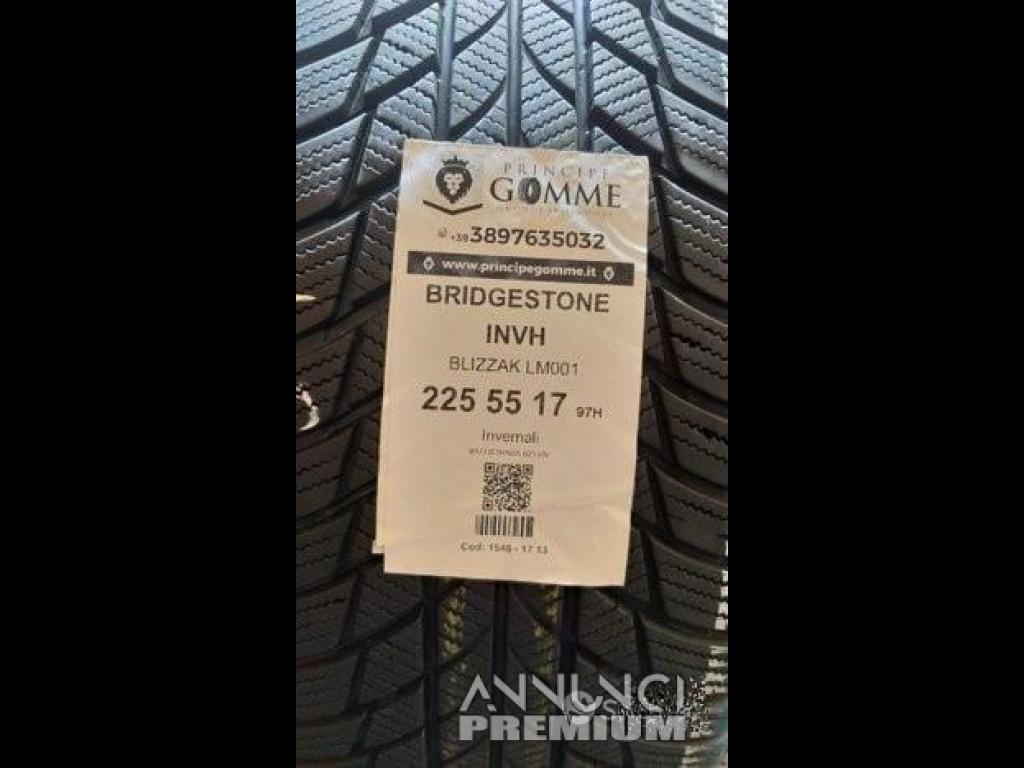 PRINCIPE
GOMME
+39 3897635032
www.principegomme.it
BRIDGESTONE
INVH
BLIZZAK LM001
225 55 17 97H
Invernali
Cod: 1548 - 17 13
ANNUNCI
PREMIUM